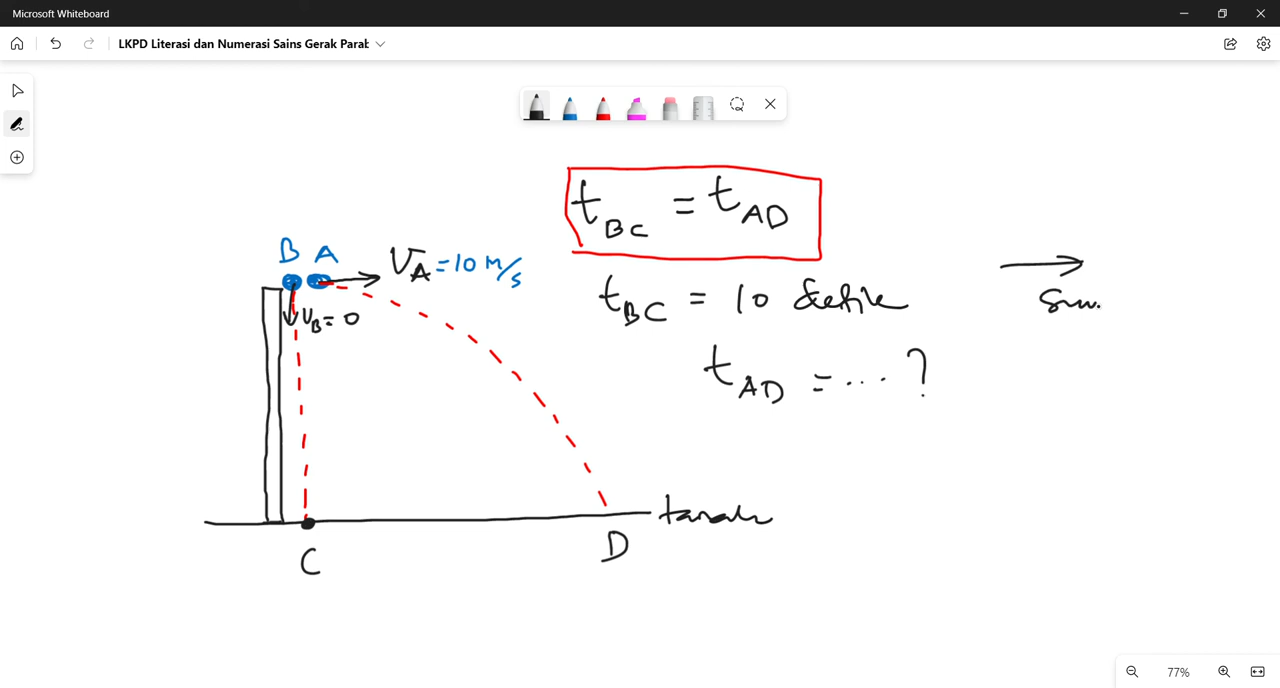 Microsoft Whiteboard
LKPD Literasi dan Numerasi Sains Gerak Parab
t_BC = t_AD
B A
V_A = 10 m/s
V_B = 0
t_BC = 10
t_AD = .... ?
tanah
C
D
77%